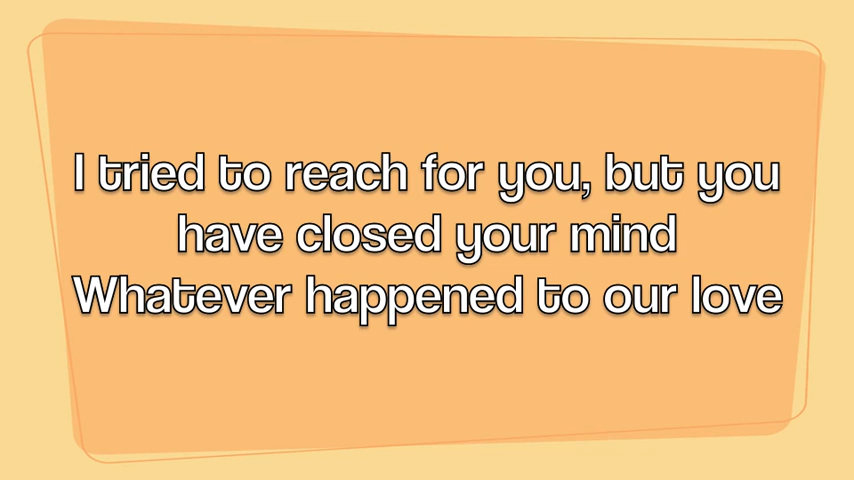 I tried to reach for you, but you
have closed your mind
Whatever happened to our love